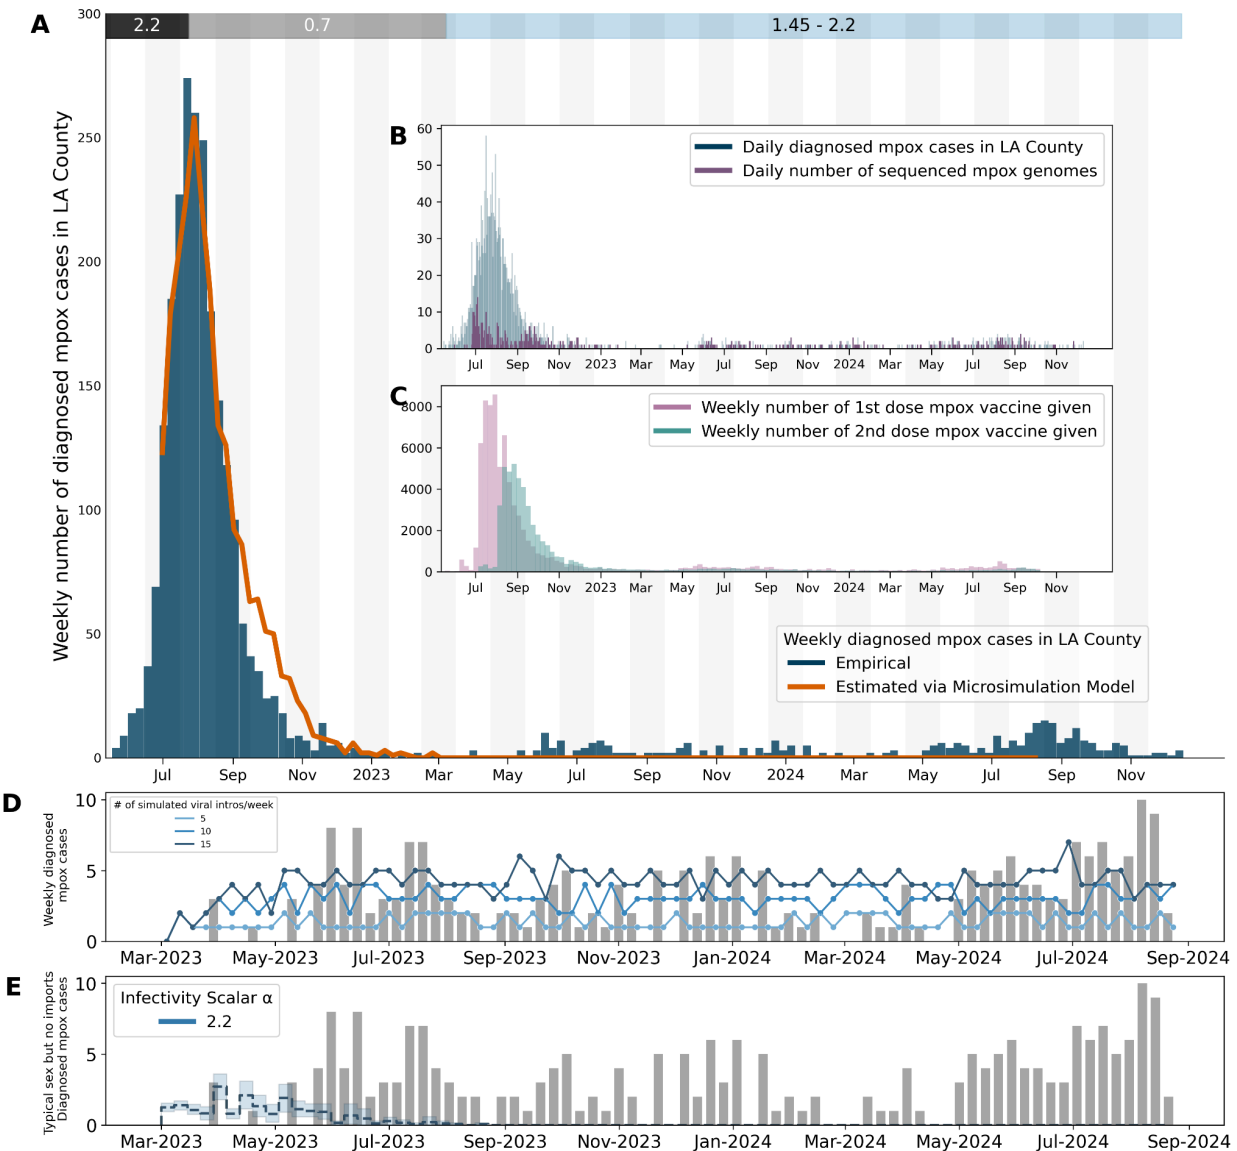 A
2.2
0.7
1.45 - 2.2
Weekly number of diagnosed mpox cases in LA County
300
250
200
150
100
50
0
Jul Sep Nov 2023 Mar May Jul Sep Nov 2024 Mar May Jul Sep Nov
B
Daily diagnosed mpox cases in LA County
Daily number of sequenced mpox genomes
60
50
40
30
20
10
0
Jul Sep Nov 2023 Mar May Jul Sep Nov 2024 Mar May Jul Sep Nov
C
Weekly number of 1st dose mpox vaccine given
Weekly number of 2nd dose mpox vaccine given
8000
6000
4000
2000
0
Jul Sep Nov 2023 Mar May Jul Sep Nov 2024 Mar May Jul Sep Nov
Weekly diagnosed mpox cases in LA County
Empirical
Estimated via Microsimulation Model
D
Weekly diagnosed
mpox cases
10
5
0
# of simulated viral intros/week
5
10
15
Mar-2023 May-2023 Jul-2023 Sep-2023 Nov-2023 Jan-2024 Mar-2024 May-2024 Jul-2024 Sep-2024
E
Typical sex but no imports
Diagnosed mpox cases
10
5
0
Infectivity Scalar α
2.2
Mar-2023 May-2023 Jul-2023 Sep-2023 Nov-2023 Jan-2024 Mar-2024 May-2024 Jul-2024 Sep-2024